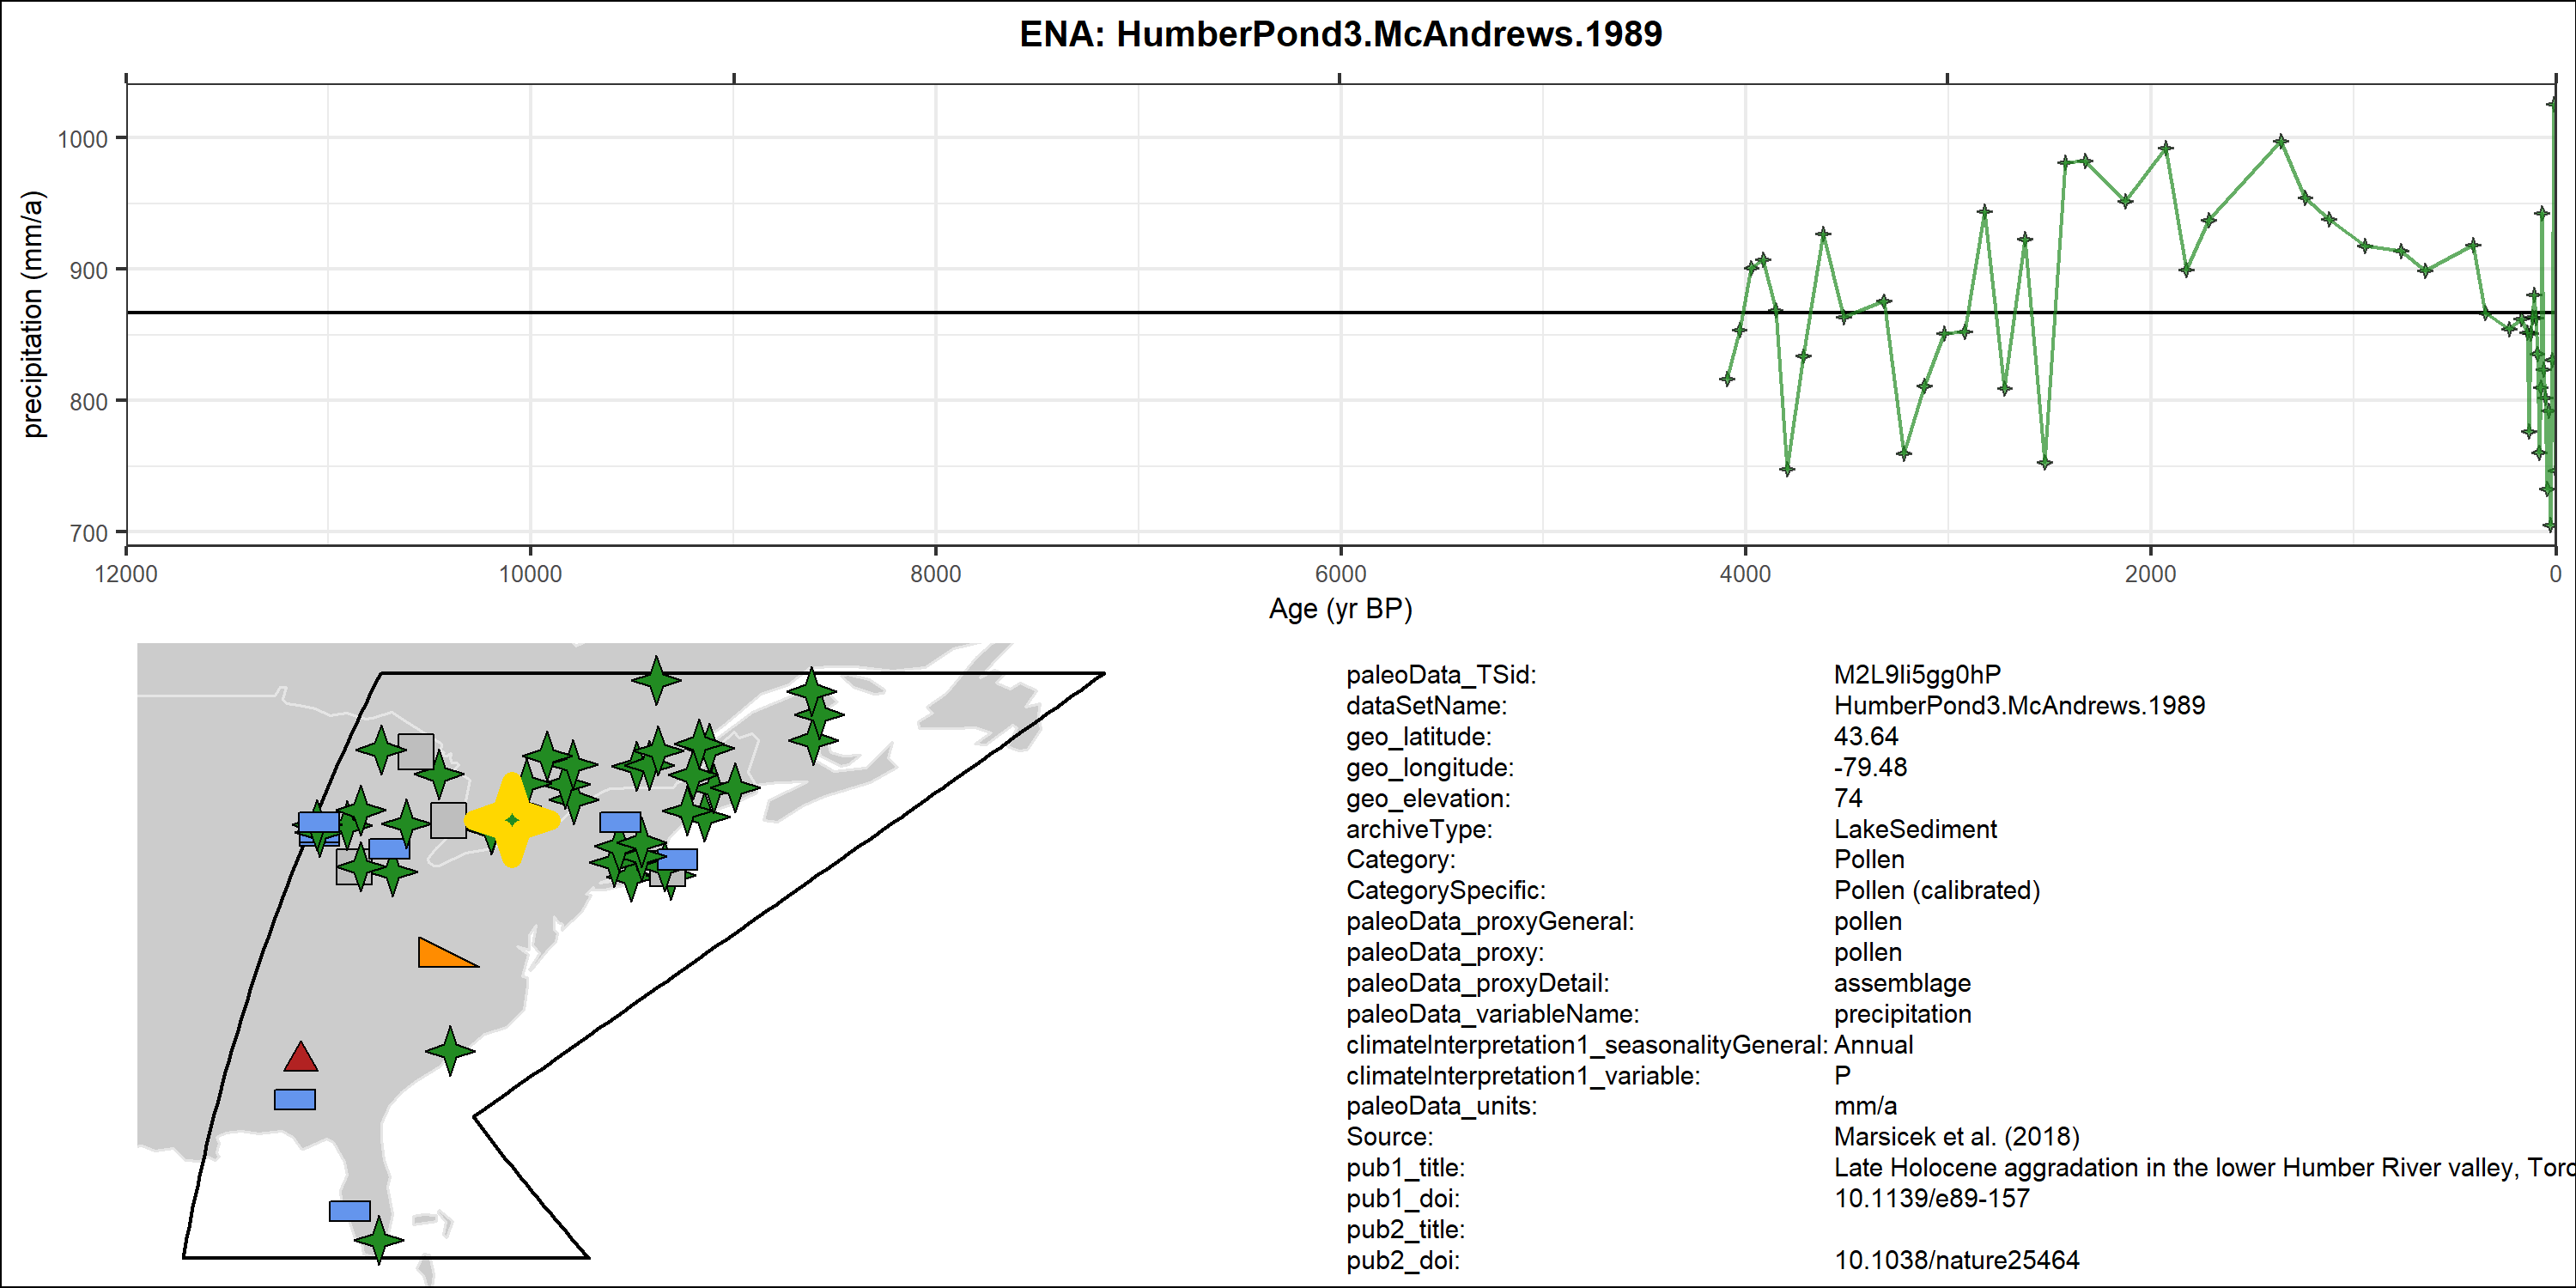 ENA: HumberPond3.McAndrews.1989
precipitation (mm/a)
1000
900
800
700
12000 10000 8000 6000 4000 2000 0
Age (yr BP)
paleoData_TSid: M2L9li5gg0hP
dataSetName: HumberPond3.McAndrews.1989
geo_latitude: 43.64
geo_longitude: -79.48
geo_elevation: 74
archiveType: LakeSediment
Category: Pollen
CategorySpecific: Pollen (calibrated)
paleoData_proxyGeneral: pollen
paleoData_proxy: pollen
paleoData_proxyDetail: assemblage
paleoData_variableName: precipitation
climateInterpretation1_seasonalityGeneral: Annual
climateInterpretation1_variable: P
paleoData_units: mm/a
Source: Marsicek et al. (2018)
pub1_title: Late Holocene aggradation in the lower Humber River valley, Toro
pub1_doi: 10.1139/e89-157
pub2_title:
pub2_doi: 10.1038/nature25464